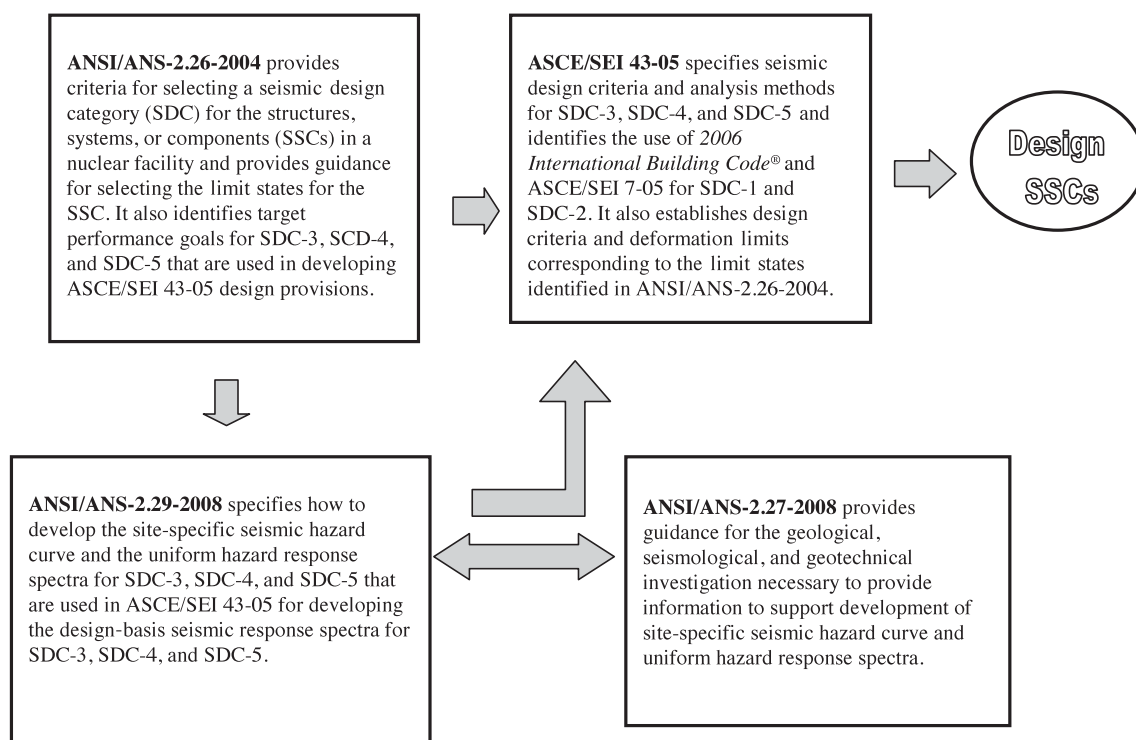 ANSI/ANS-2.26-2004 provides
criteria for selecting a seismic design
category (SDC) for the structures,
systems, or components (SSCs) in a
nuclear facility and provides guidance
for selecting the limit states for the
SSC. It also identifies target
performance goals for SDC-3, SCD-4,
and SDC-5 that are used in developing
ASCE/SEI 43-05 design provisions.
ASCE/SEI 43-05 specifies seismic
design criteria and analysis methods
for SDC-3, SDC-4, and SDC-5 and
identifies the use of 2006
International Building Code® and
ASCE/SEI 7-05 for SDC-1 and
SDC-2. It also establishes design
criteria and deformation limits
corresponding to the limit states
identified in ANSI/ANS-2.26-2004.
Design
SSCs
ANSI/ANS-2.29-2008 specifies how to
develop the site-specific seismic hazard
curve and the uniform hazard response
spectra for SDC-3, SDC-4, and SDC-5 that
are used in ASCE/SEI 43-05 for developing
the design-basis seismic response spectra for
SDC-3, SDC-4, and SDC-5.
ANSI/ANS-2.27-2008 provides
guidance for the geological,
seismological, and geotechnical
investigation necessary to provide
information to support development of
site-specific seismic hazard curve and
uniform hazard response spectra.